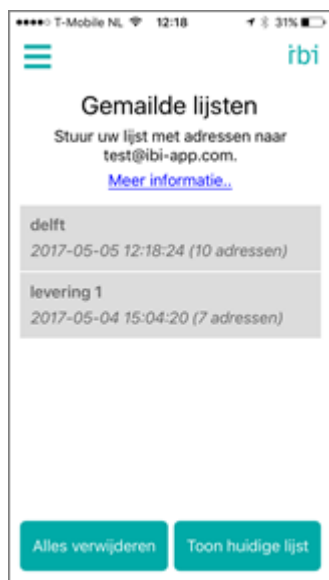 T-Mobile NL 12:18 31%
ibi
Gemailde lijsten
Stuur uw lijst met adressen naar
test@ibi-app.com.
Meer informatie..
delft
2017-05-05 12:18:24 (10 adressen)
levering 1
2017-05-04 15:04:20 (7 adressen)
Alles verwijderen Toon huidige lijst